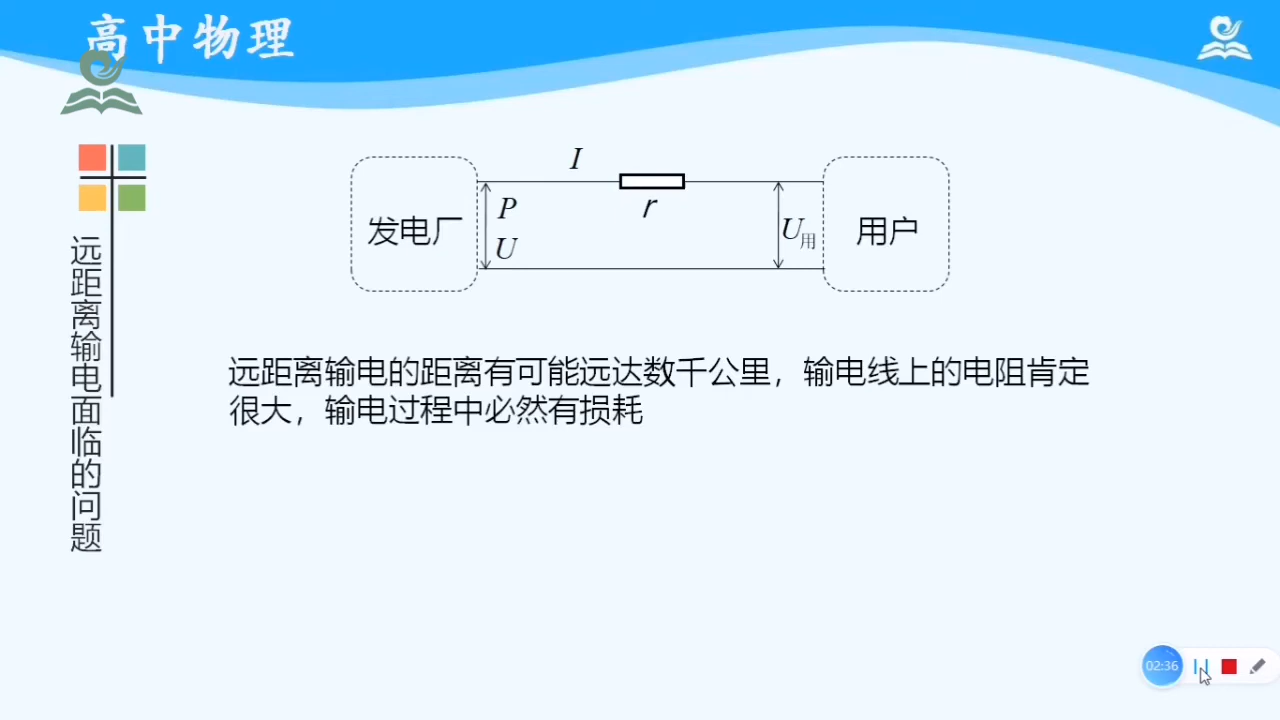 高中物理
远距离输电面临的问题
I
r
发电厂
P
U
U用
用户
远距离输电的距离有可能远达数千公里，输电线上的电阻肯定
很大，输电过程中必然有损耗
02:36